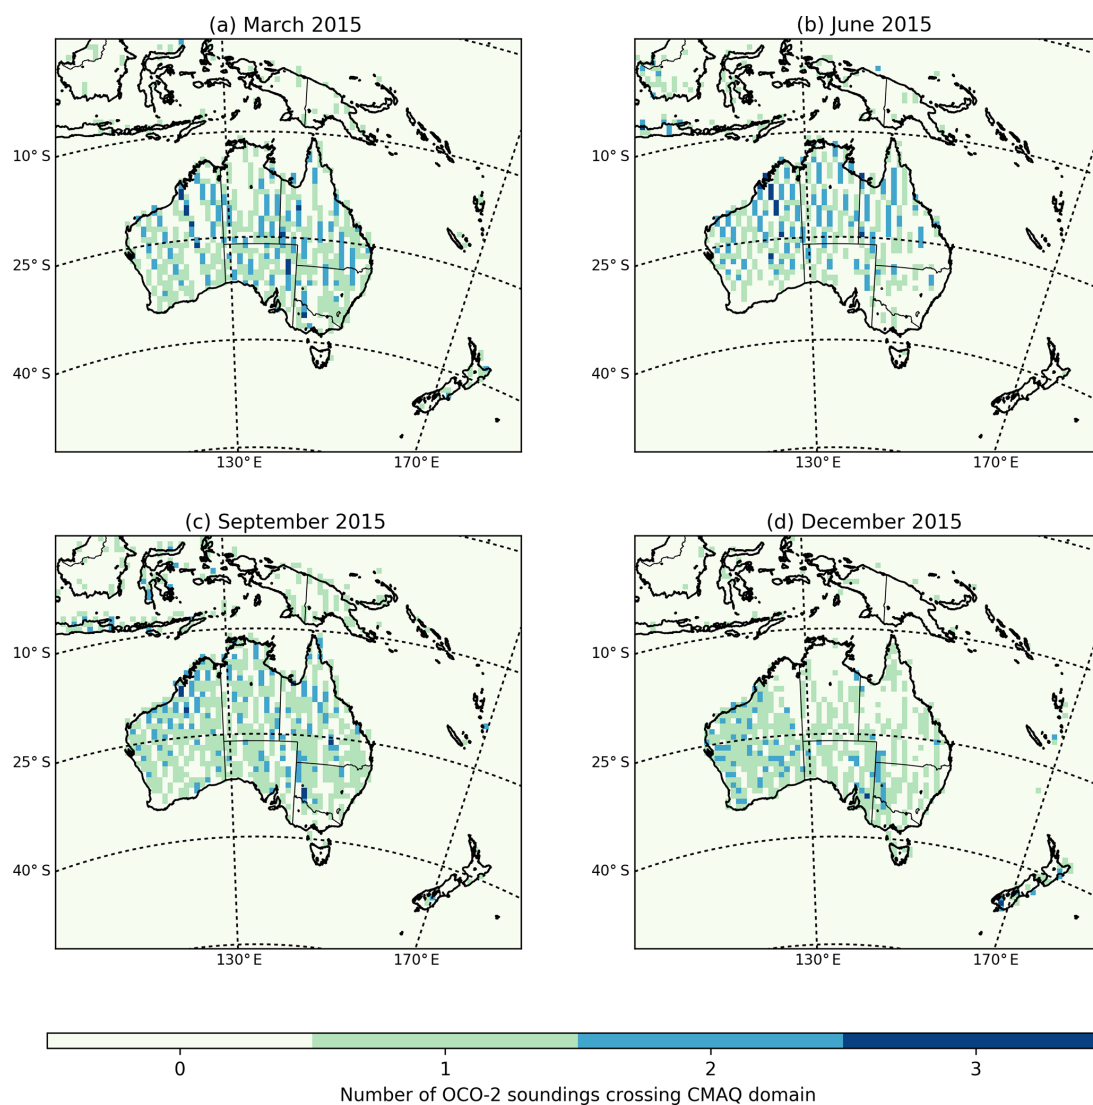 (a) March 2015
(b) June 2015
10° S
25° S
40° S
130° E
170° E
10° S
25° S
40° S
130° E
170° E
(c) September 2015
(d) December 2015
10° S
25° S
40° S
130° E
170° E
10° S
25° S
40° S
130° E
170° E
0
1
2
3
Number of OCO-2 soundings crossing CMAQ domain